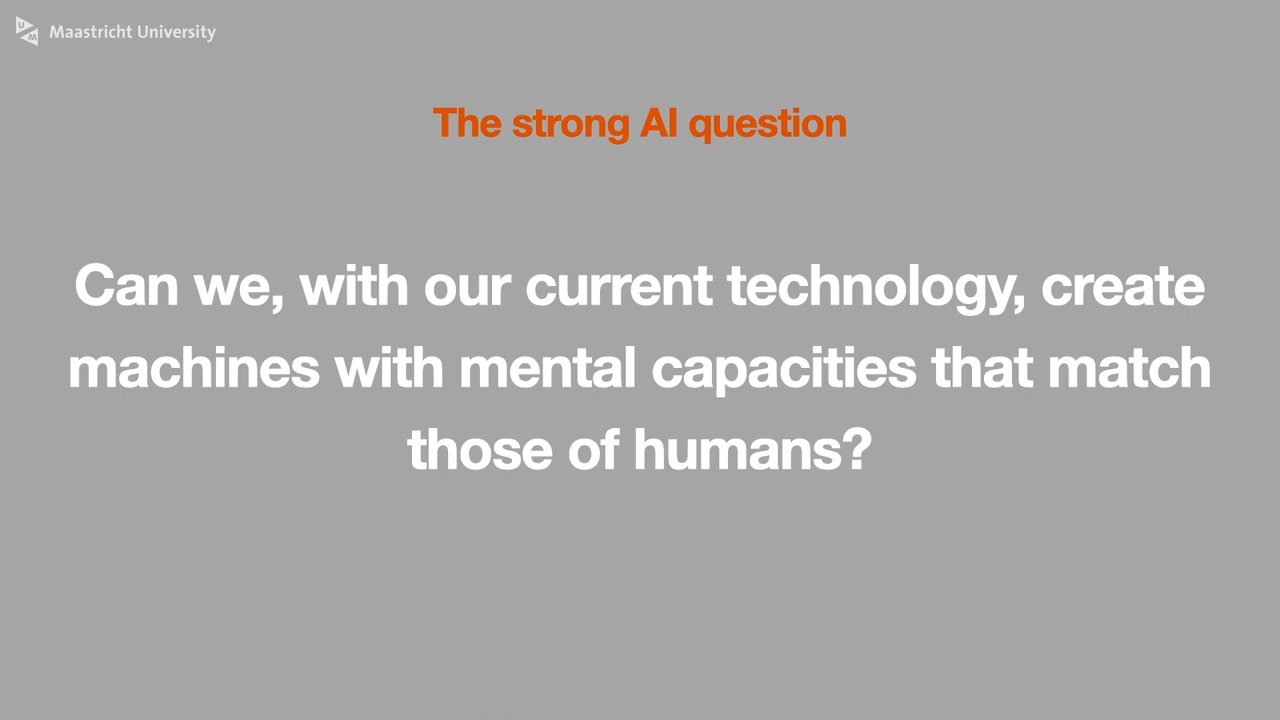 UM
Maastricht University
The strong AI question
Can we, with our current technology, create
machines with mental capacities that match
those of humans?